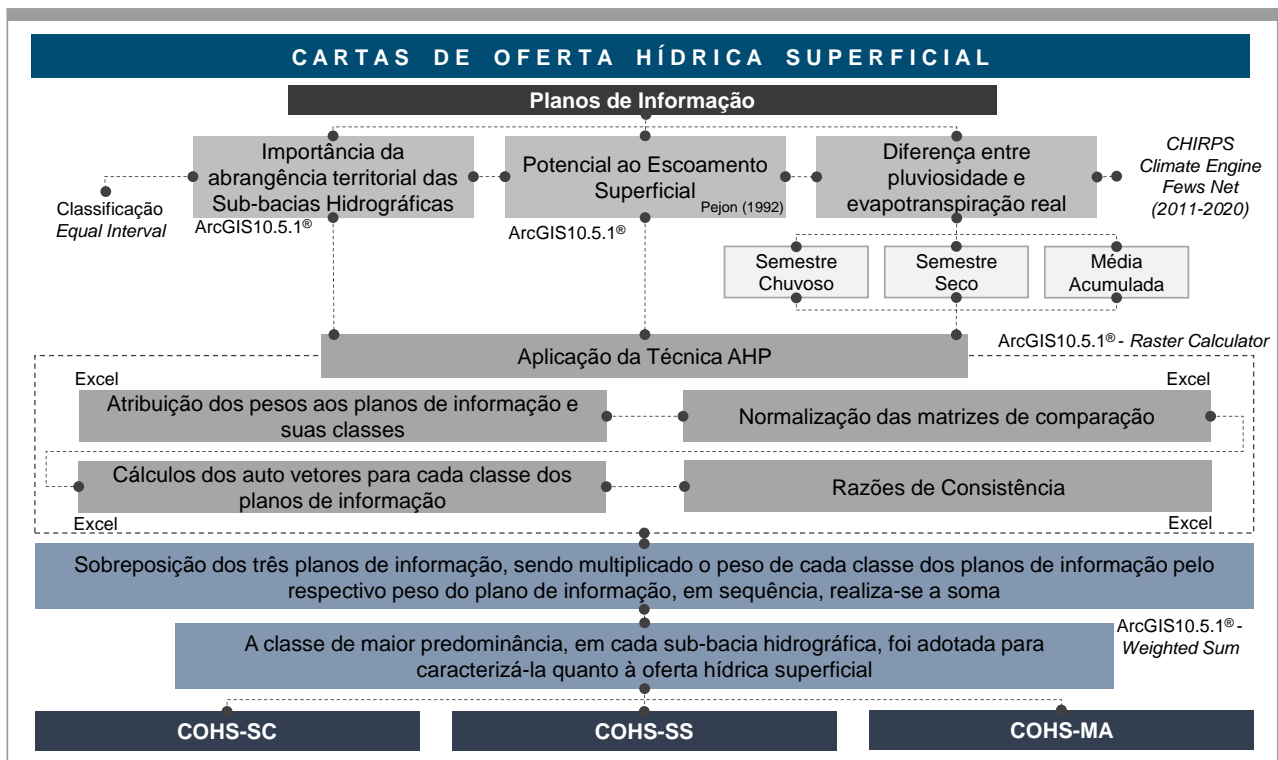 CARTAS DE OFERTA HÍDRICA SUPERFICIAL
Planos de Informação
Importância da
abrangência territorial das
Sub-bacias Hidrográficas
Potencial ao Escoamento
Superficial
Pejon (1992)
Diferença entre
pluviosidade e
evapotranspiração real
CHIRPS
Climate Engine
Fews Net
(2011-2020)
Classificação
Equal Interval
ArcGIS10.5.1®
ArcGIS10.5.1®
Semestre
Chuvoso
Semestre
Seco
Média
Acumulada
Aplicação da Técnica AHP
ArcGIS10.5.1® - Raster Calculator
Excel
Excel
Atribuição dos pesos aos planos de informação e
suas classes
Normalização das matrizes de comparação
Cálculos dos auto vetores para cada classe dos
planos de informação
Razões de Consistência
Excel
Excel
Sobreposição dos três planos de informação, sendo multiplicado o peso de cada classe dos planos de informação pelo
respectivo peso do plano de informação, em sequência, realiza-se a soma
A classe de maior predominância, em cada sub-bacia hidrográfica, foi adotada para
caracterizá-la quanto à oferta hídrica superficial
ArcGIS10.5.1® -
Weighted Sum
COHS-SC
COHS-SS
COHS-MA